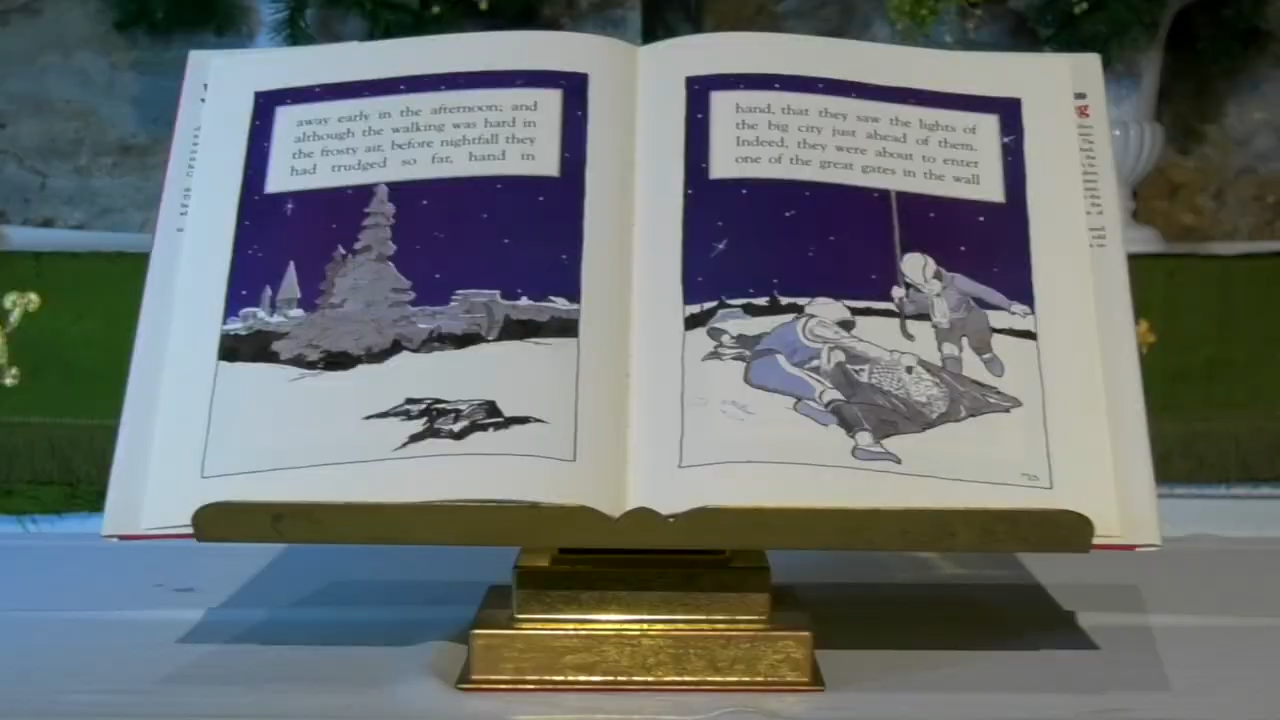 away early in the afternoon; and
although the walking was hard in
the frosty air, before nightfall they
had trudged so far, hand in
hand, that they saw the lights of
the big city just ahead of them.
Indeed, they were about to enter
one of the great gates in the wall